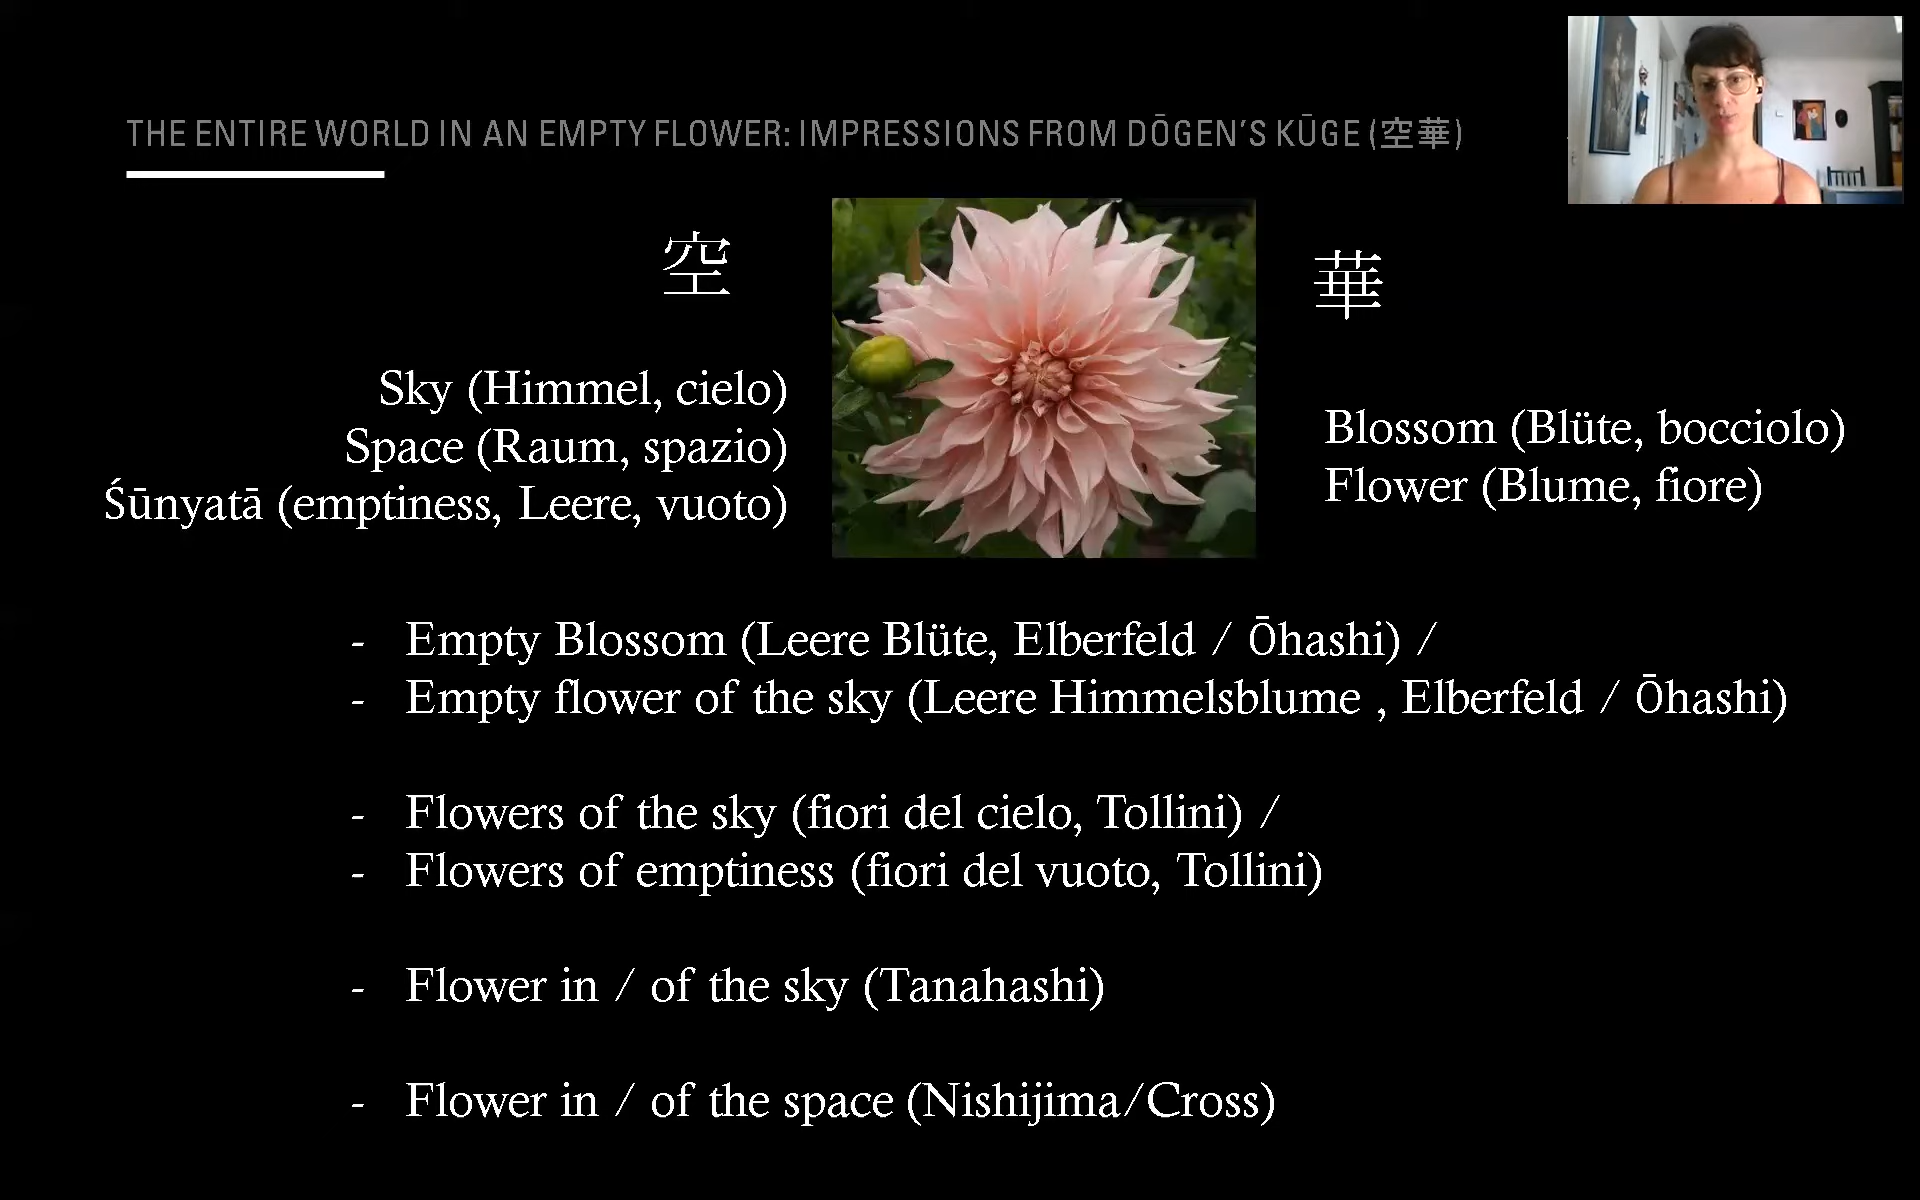 THE ENTIRE WORLD IN AN EMPTY FLOWER: IMPRESSIONS FROM DŌGEN'S KŪGE (空華)
空
華
Sky (Himmel, cielo)
Space (Raum, spazio)
Śūnyatā (emptiness, Leere, vuoto)
Blossom (Blüte, bocciolo)
Flower (Blume, fiore)
- Empty Blossom (Leere Blüte, Elberfeld / Ōhashi) /
- Empty flower of the sky (Leere Himmelsblume , Elberfeld / Ōhashi)
- Flowers of the sky (fiori del cielo, Tollini) /
- Flowers of emptiness (fiori del vuoto, Tollini)
- Flower in / of the sky (Tanahashi)
- Flower in / of the space (Nishijima/Cross)